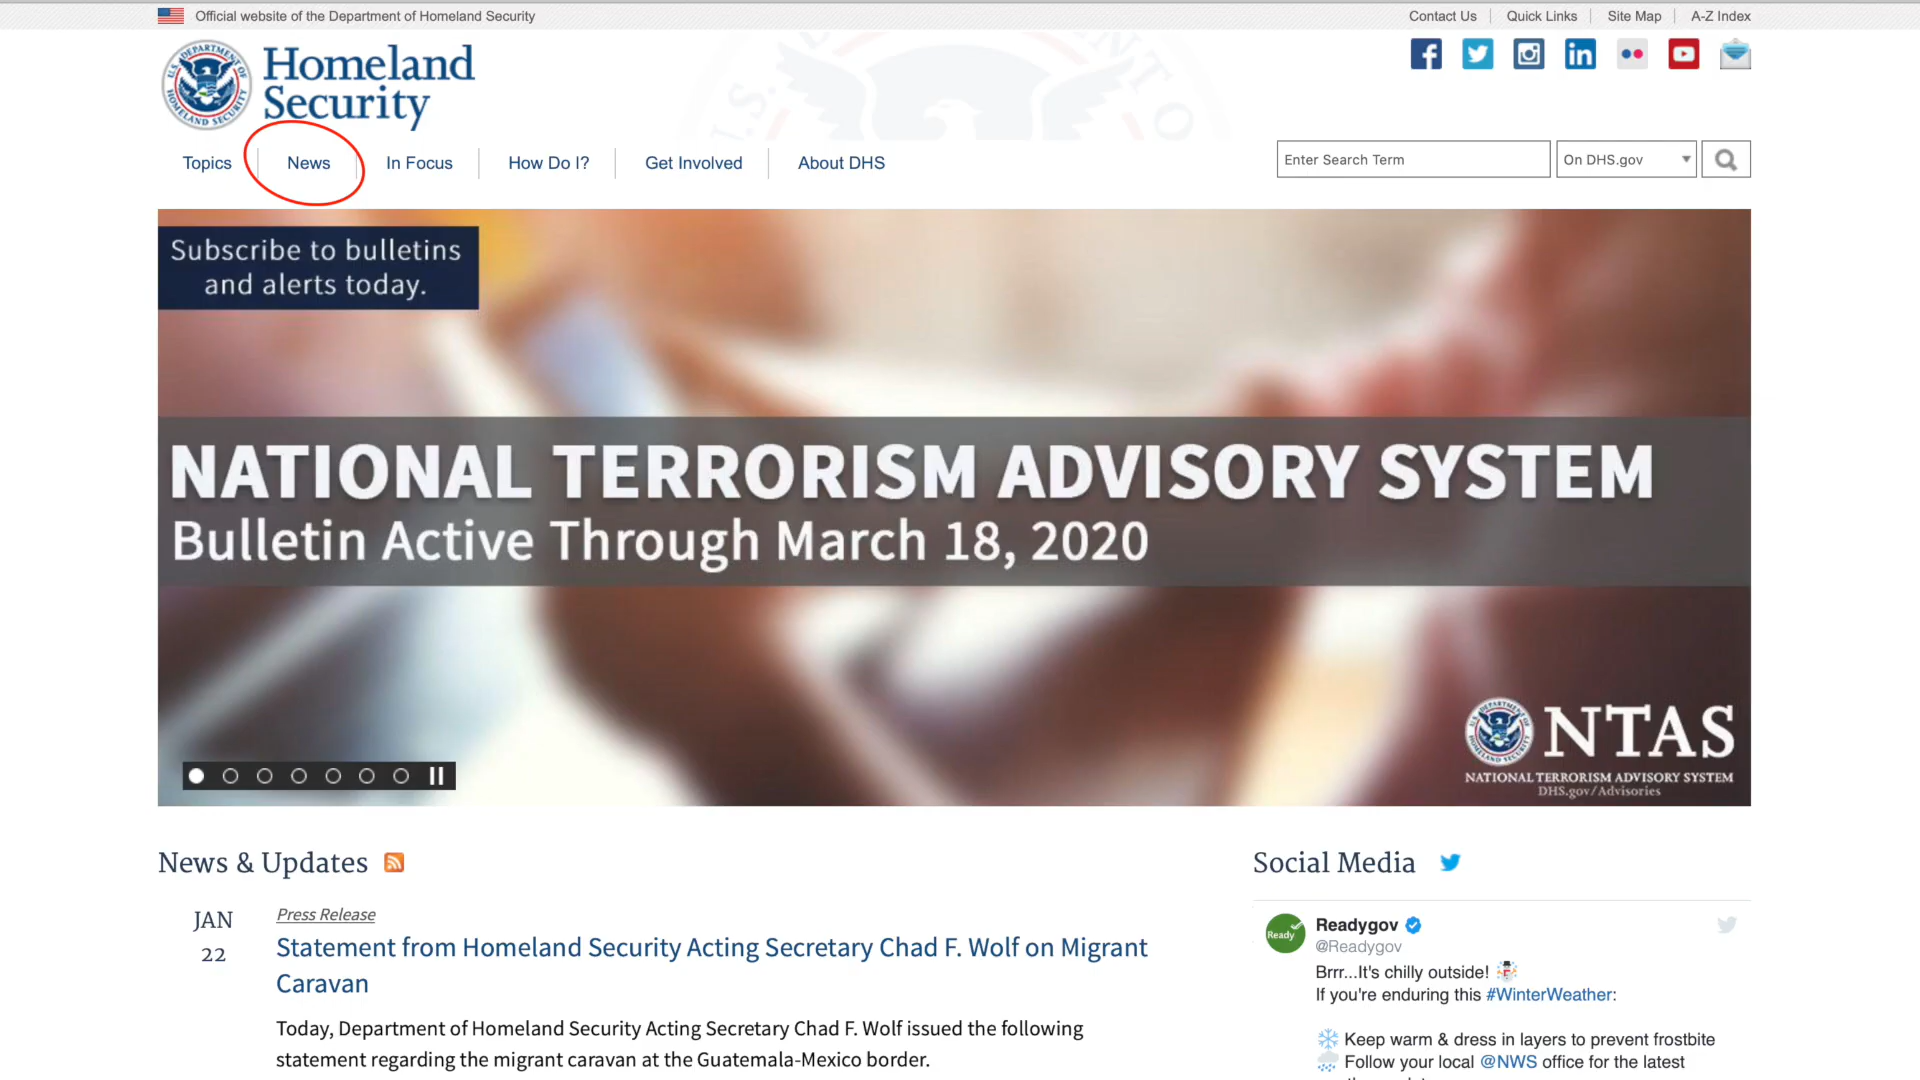 Official website of the Department of Homeland Security
Contact Us
Quick Links
Site Map
A-Z Index
U.S. DEPARTMENT OF HOMELAND SECURITY
Homeland
Security
Topics
News
In Focus
How Do I?
Get Involved
About DHS
Enter Search Term
On DHS.gov
Subscribe to bulletins
and alerts today.
NATIONAL TERRORISM ADVISORY SYSTEM
Bulletin Active Through March 18, 2020
NTAS
NATIONAL TERRORISM ADVISORY SYSTEM
DHS.gov/Advisories
News & Updates
JAN
22
Press Release
Statement from Homeland Security Acting Secretary Chad F. Wolf on Migrant
Caravan
Today, Department of Homeland Security Acting Secretary Chad F. Wolf issued the following
statement regarding the migrant caravan at the Guatemala-Mexico border.
Social Media
Ready
Readygov
@Readygov
Brrr...It's chilly outside!
If you're enduring this #WinterWeather:
Keep warm & dress in layers to prevent frostbite
Follow your local @NWS office for the latest